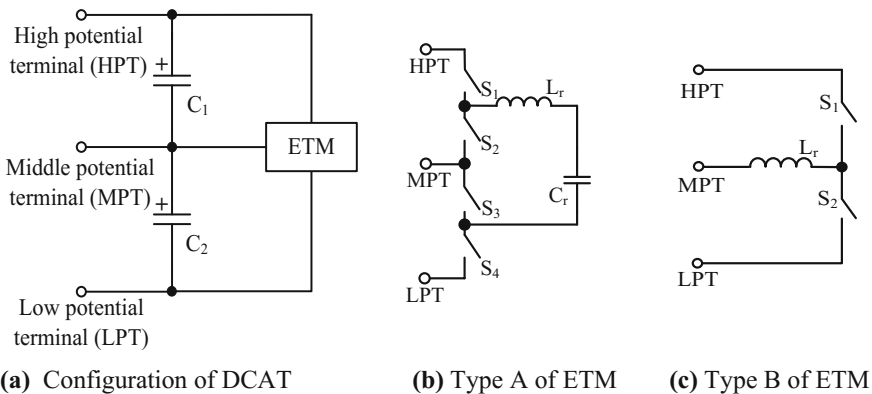 High potential
terminal (HPT)
+
C₁
Middle potential
terminal (MPT)
+
C₂
Low potential
terminal (LPT)
ETM
(a) Configuration of DCAT
HPT
S₁
Lᵣ
S₂
MPT
Cᵣ
S₃
S₄
LPT
(b) Type A of ETM
HPT
S₁
Lᵣ
MPT
S₂
LPT
(c) Type B of ETM